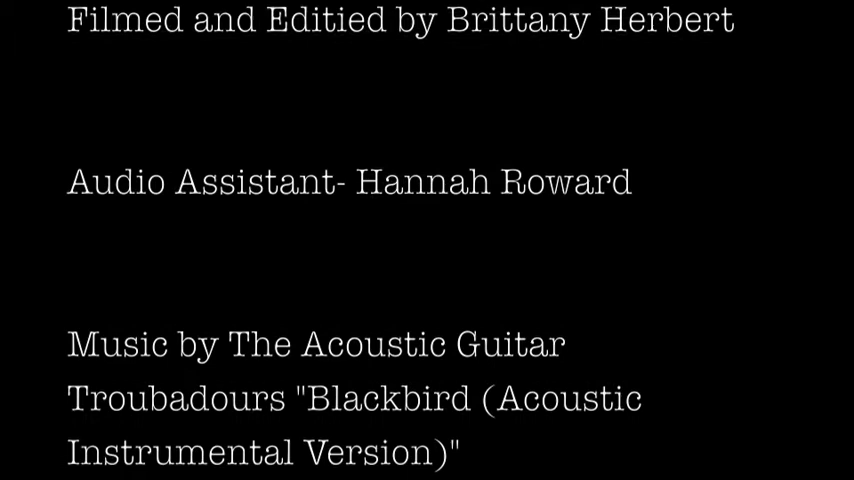 Filmed and Editied by Brittany Herbert
Audio Assistant- Hannah Roward
Music by The Acoustic Guitar
Troubadours "Blackbird (Acoustic
Instrumental Version)"